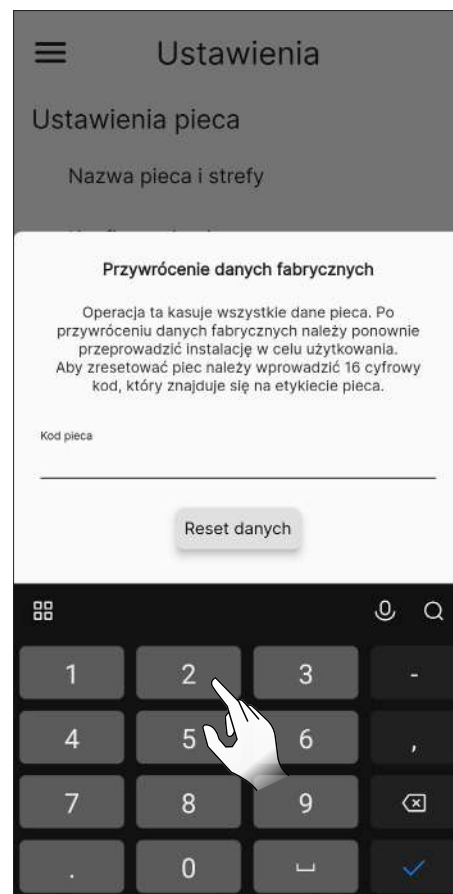 Ustawienia
Ustawienia pieca
Nazwa pieca i strefy
Przywrócenie danych fabrycznych
Operacja ta kasuje wszystkie dane pieca. Po
przywróceniu danych fabrycznych należy ponownie
przeprowadzić instalację w celu użytkowania.
Aby zresetować piec należy wprowadzić 16 cyfrowy
kod, który znajduje się na etykiecie pieca.
Kod pieca
Reset danych
1 2 3 -
4 5 6 ,
7 8 9
. 0